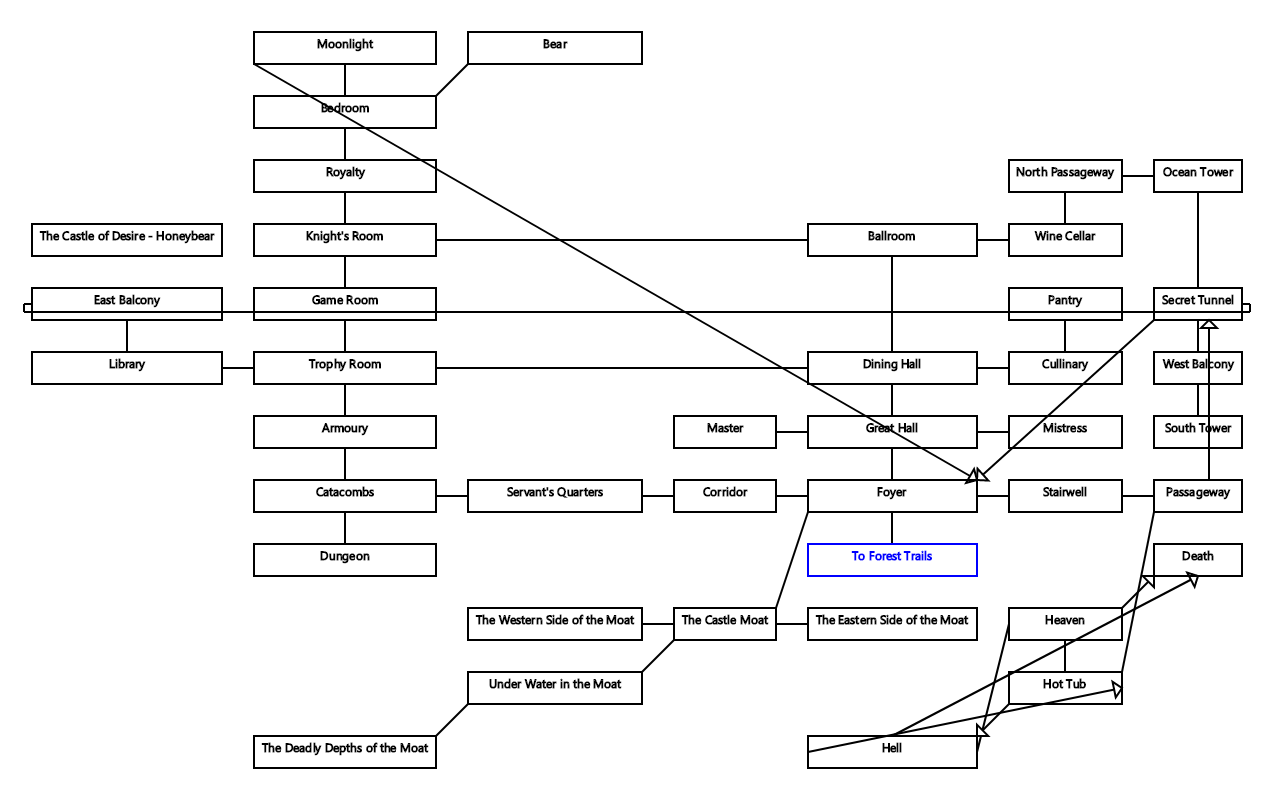 Moonlight
Bear
Bedroom
Royalty
North Passageway
Ocean Tower
The Castle of Desire - Honeybear
Knight's Room
Ballroom
Wine Cellar
East Balcony
Game Room
Pantry
Secret Tunnel
Library
Trophy Room
Dining Hall
Cullinary
West Balcony
Armoury
Master
Great Hall
Mistress
South Tower
Catacombs
Servant's Quarters
Corridor
Foyer
Stairwell
Passageway
Dungeon
To Forest Trails
Death
The Western Side of the Moat
The Castle Moat
The Eastern Side of the Moat
Heaven
Under Water in the Moat
Hot Tub
The Deadly Depths of the Moat
Hell